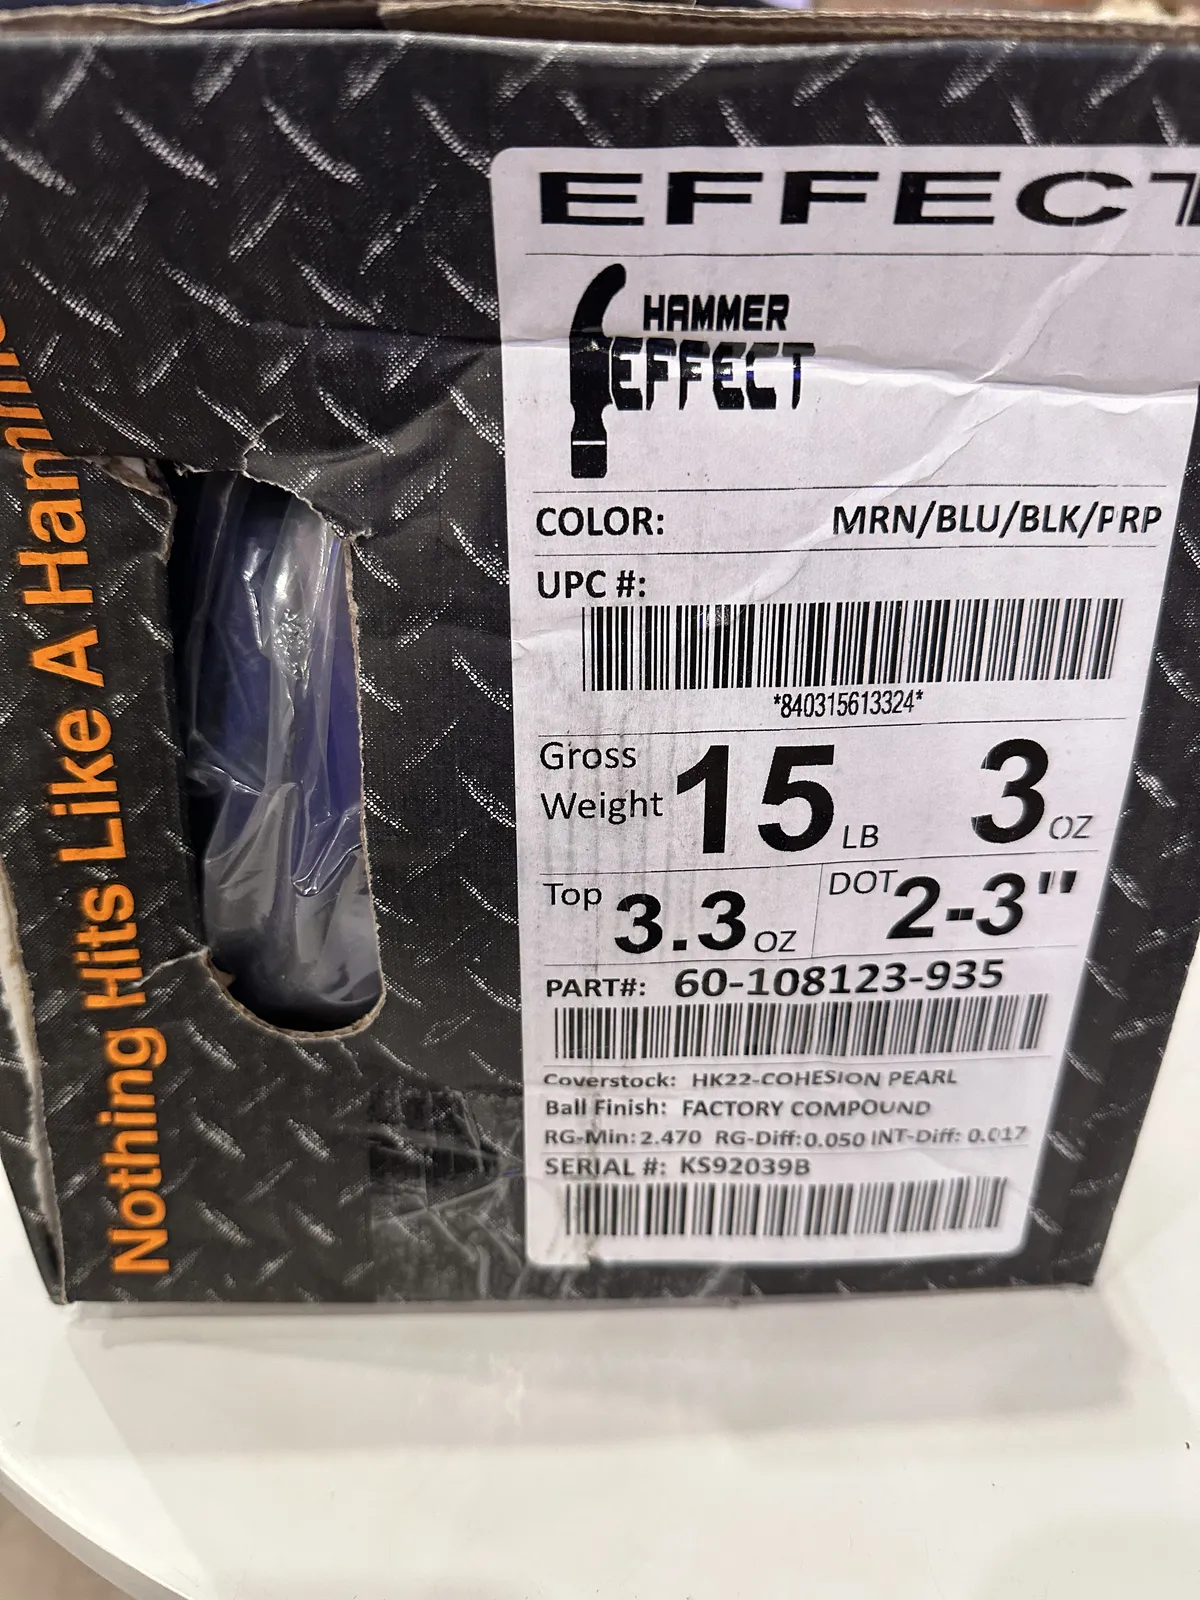 EFFECT
HAMMER
EFFECT
COLOR: MRN/BLU/BLK/PRP
UPC #:
*840315613324*
Gross Weight 15 LB 3 OZ
Top 3.3 OZ DOT 2-3"
PART#: 60-108123-935
Coverstock: HK22-COHESION PEARL
Ball Finish: FACTORY COMPOUND
RG-Min: 2.470 RG-Diff: 0.050 INT-Diff: 0.017
SERIAL #: KS92039B
Nothing Hits Like A Hamm